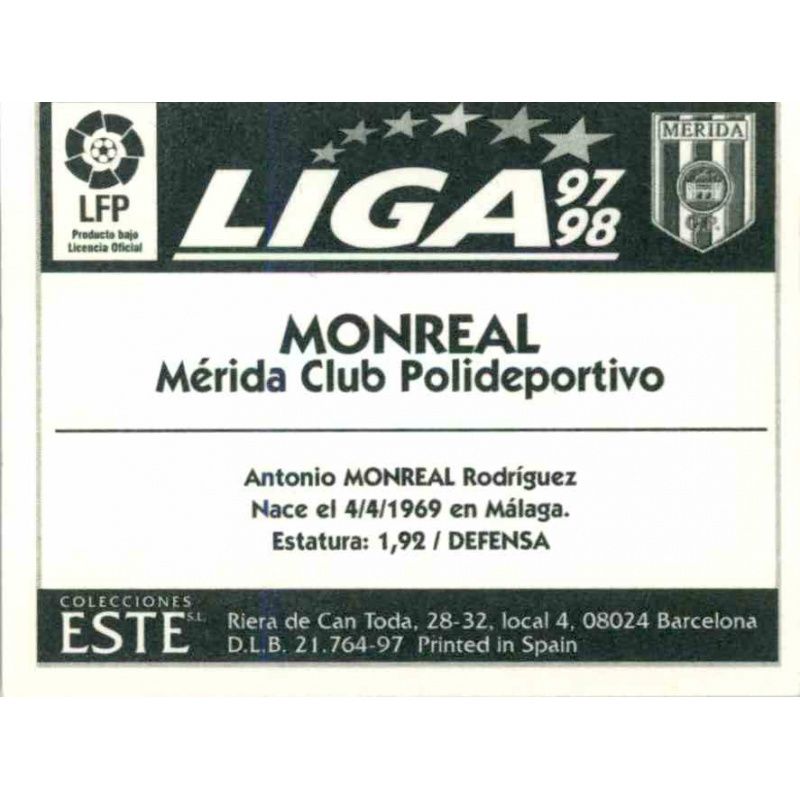 LFP
Producto bajo
Licencia Oficial
LIGA 97
98
MERIDA
C.P.
MONREAL
Mérida Club Polideportivo
Antonio MONREAL Rodríguez
Nace el 4/4/1969 en Málaga.
Estatura: 1,92 / DEFENSA
COLECCIONES
ESTE S.L.
Riera de Can Toda, 28-32, local 4, 08024 Barcelona
D.L.B. 21.764-97 Printed in Spain